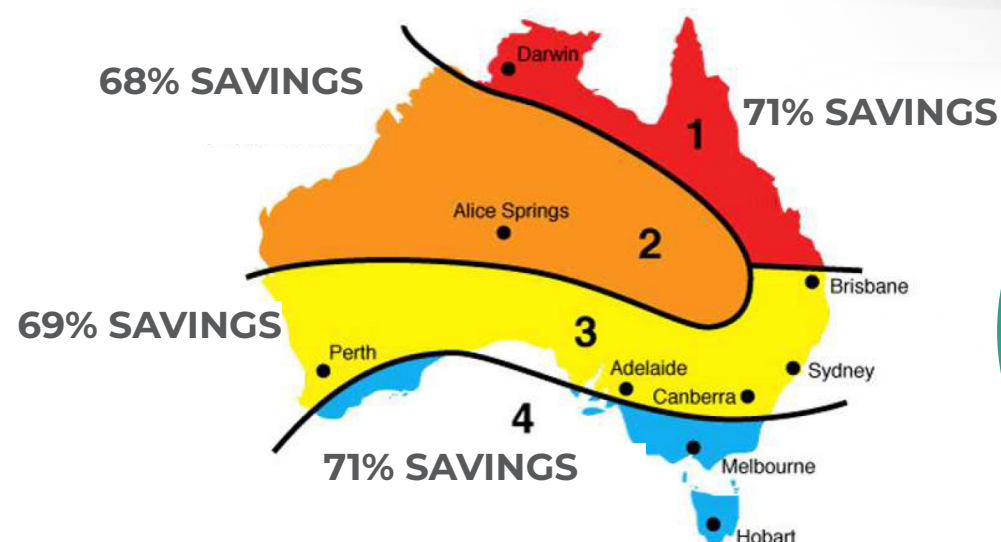 Darwin
68% SAVINGS
71% SAVINGS
1
Alice Springs
2
Brisbane
69% SAVINGS
3
Perth
Adelaide
Sydney
Canberra
4
71% SAVINGS
Melbourne
Hobart